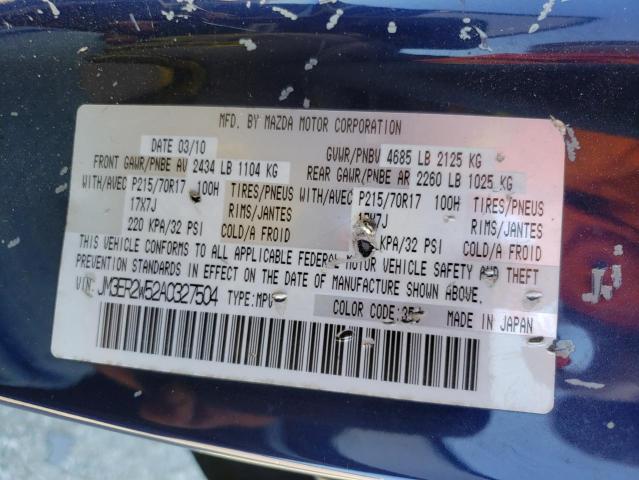 MFD. BY MAZDA MOTOR CORPORATION
DATE 03/10 GVWR/PNBV 4685 LB 2125 KG
FRONT GAWR/PNBE AV 2434 LB 1104 KG REAR GAWR/PNBE AR 2260 LB 1025 KG
WITH/AVEC P215/70R17 100H TIRES/PNEUS WITH/AVEC P215/70R17 100H TIRES/PNEUS
17X7J RIMS/JANTES RIMS/JANTES
220 KPA/32 PSI COLD/A FROID KPA/32 PSI COLD/A FROID
THIS VEHICLE CONFORMS TO ALL APPLICABLE FEDERAL MOTOR VEHICLE SAFETY AND THEFT
PREVENTION STANDARDS IN EFFECT ON THE DATE OF MANUFACTURE SHOWN ABOVE.
JM3ER2W52A0327504 TYPE: MPV COLOR CODE: MADE IN JAPAN